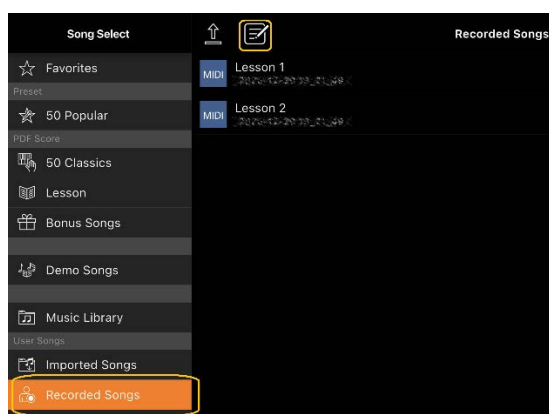 Song Select
Recorded Songs
Favorites
Preset
50 Popular
PDF Score
50 Classics
Lesson
Bonus Songs
Demo Songs
Music Library
User Songs
Imported Songs
Recorded Songs
MIDI
Lesson 1
MIDI
Lesson 2